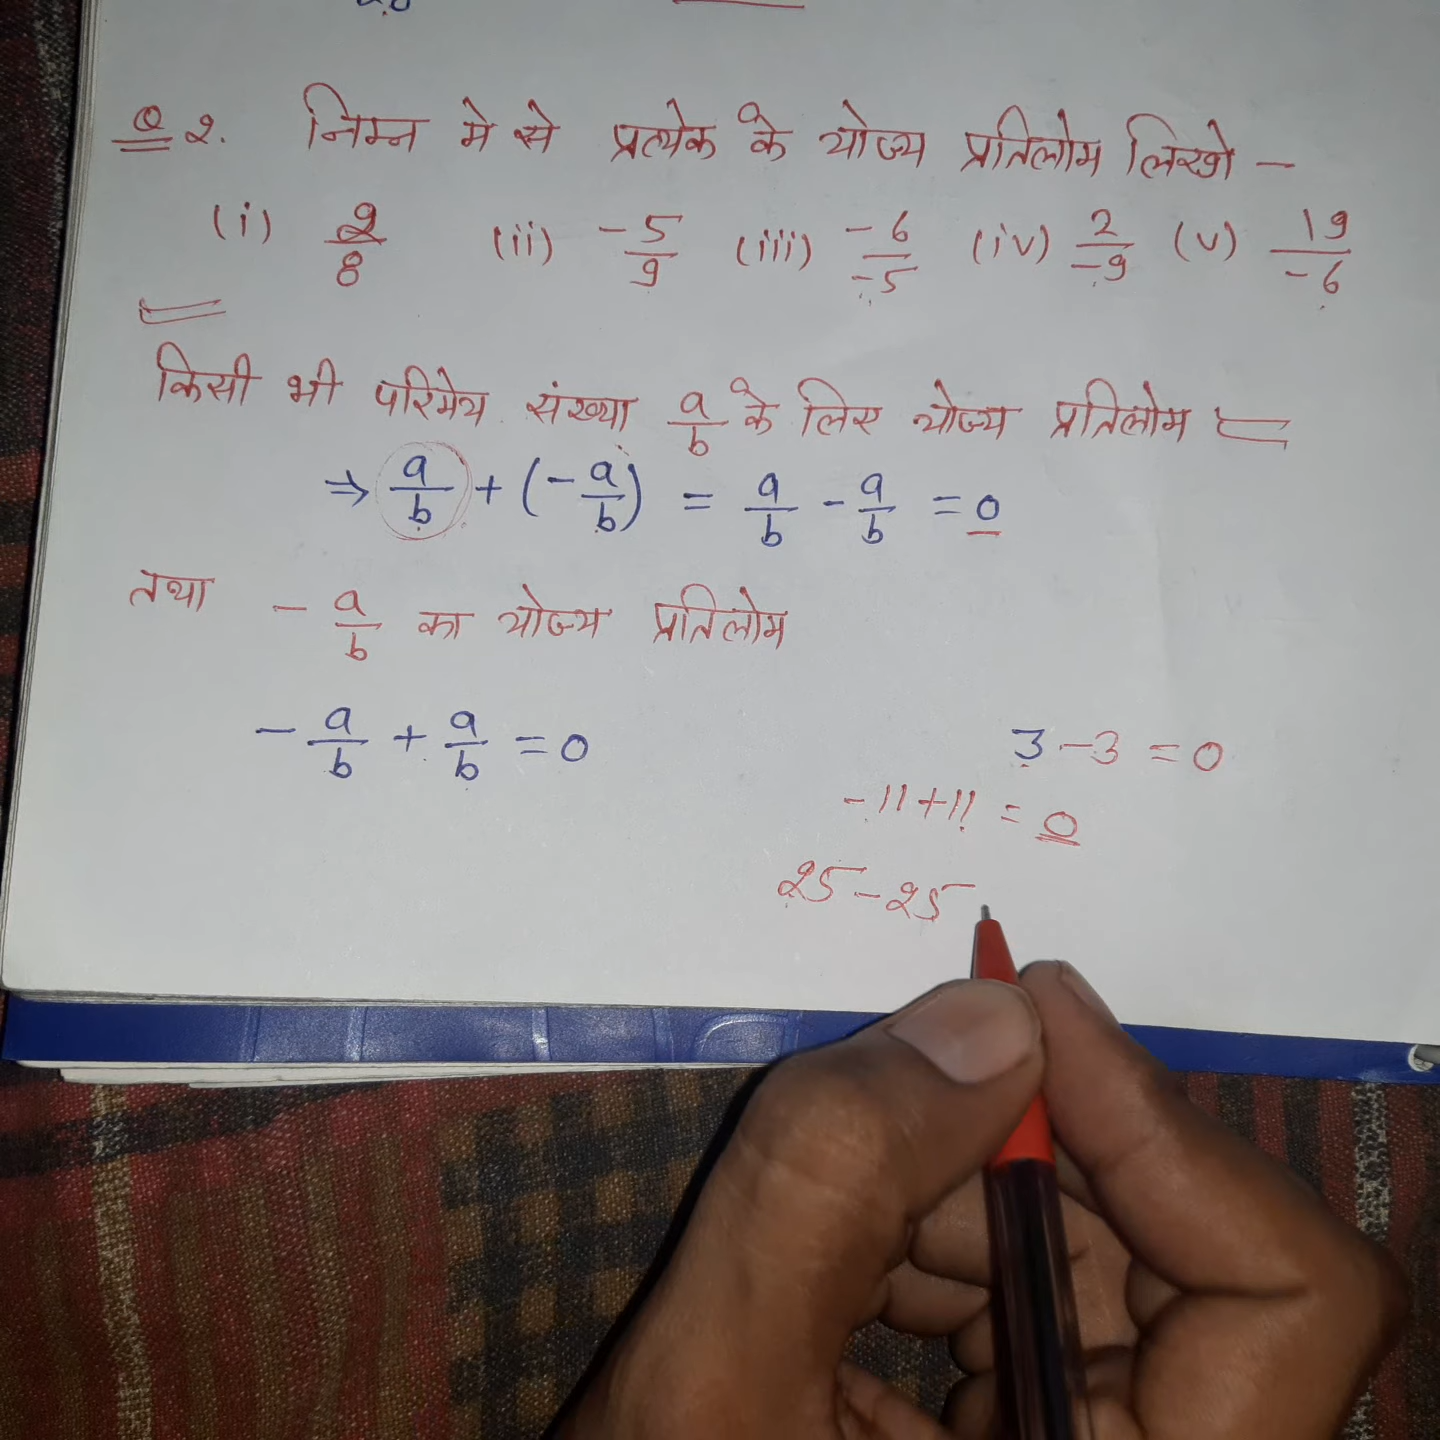 Q 2. निम्न मे से प्रत्येक के योज्य प्रतिलोम लिखो -
(i) 2/8 (ii) -5/9 (iii) -6/-5 (iv) 2/-9 (v) 19/-6
किसी भी परिमेय संख्या a/b के लिए योज्य प्रतिलोम =
⇒ a/b + (-a/b) = a/b - a/b = 0
तथा -a/b का योज्य प्रतिलोम
-a/b + a/b = 0
3 - 3 = 0
-11 + 11 = 0
25 - 25